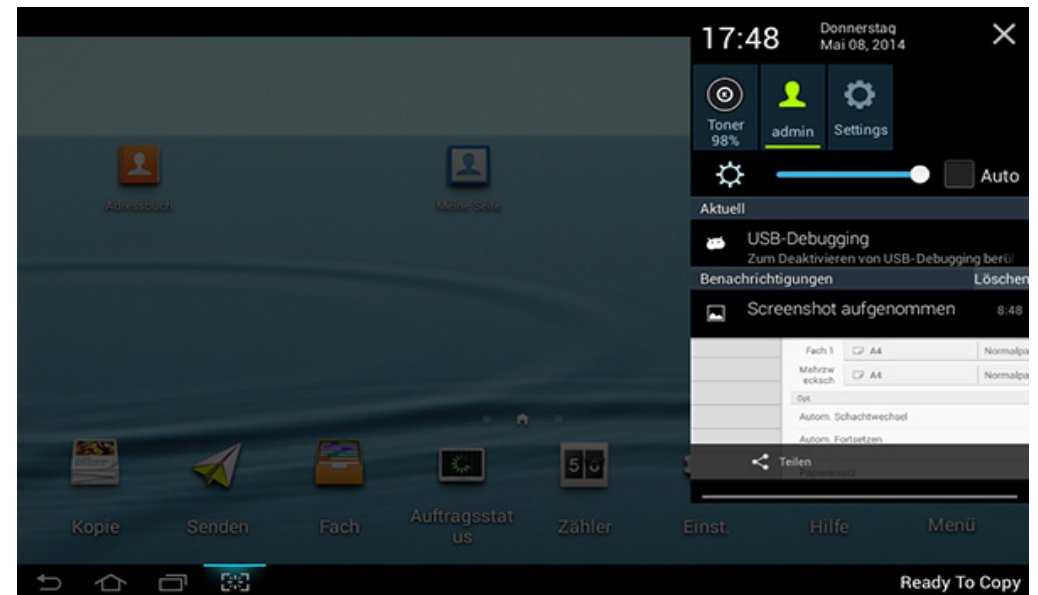 17:48
Donnerstag
Mai 08, 2014
Toner
98%
admin
Settings
Auto
Aktuell
USB-Debugging
Zum Deaktivieren von USB-Debugging berü
Benachrichtigungen
Löschen
Screenshot aufgenommen
8:48
Fach 1
A4
Normalpa
Mehrzw
ecksch
A4
Normalpa
Opt.
Autom. Schachtwechsel
Autom. Fortsetzen
Teilen
Papierersatz
Adressbuch
Meine Seite
Kopie
Senden
Fach
Auftragsstat
us
Zähler
Einst.
Hilfe
Menü
Ready To Copy